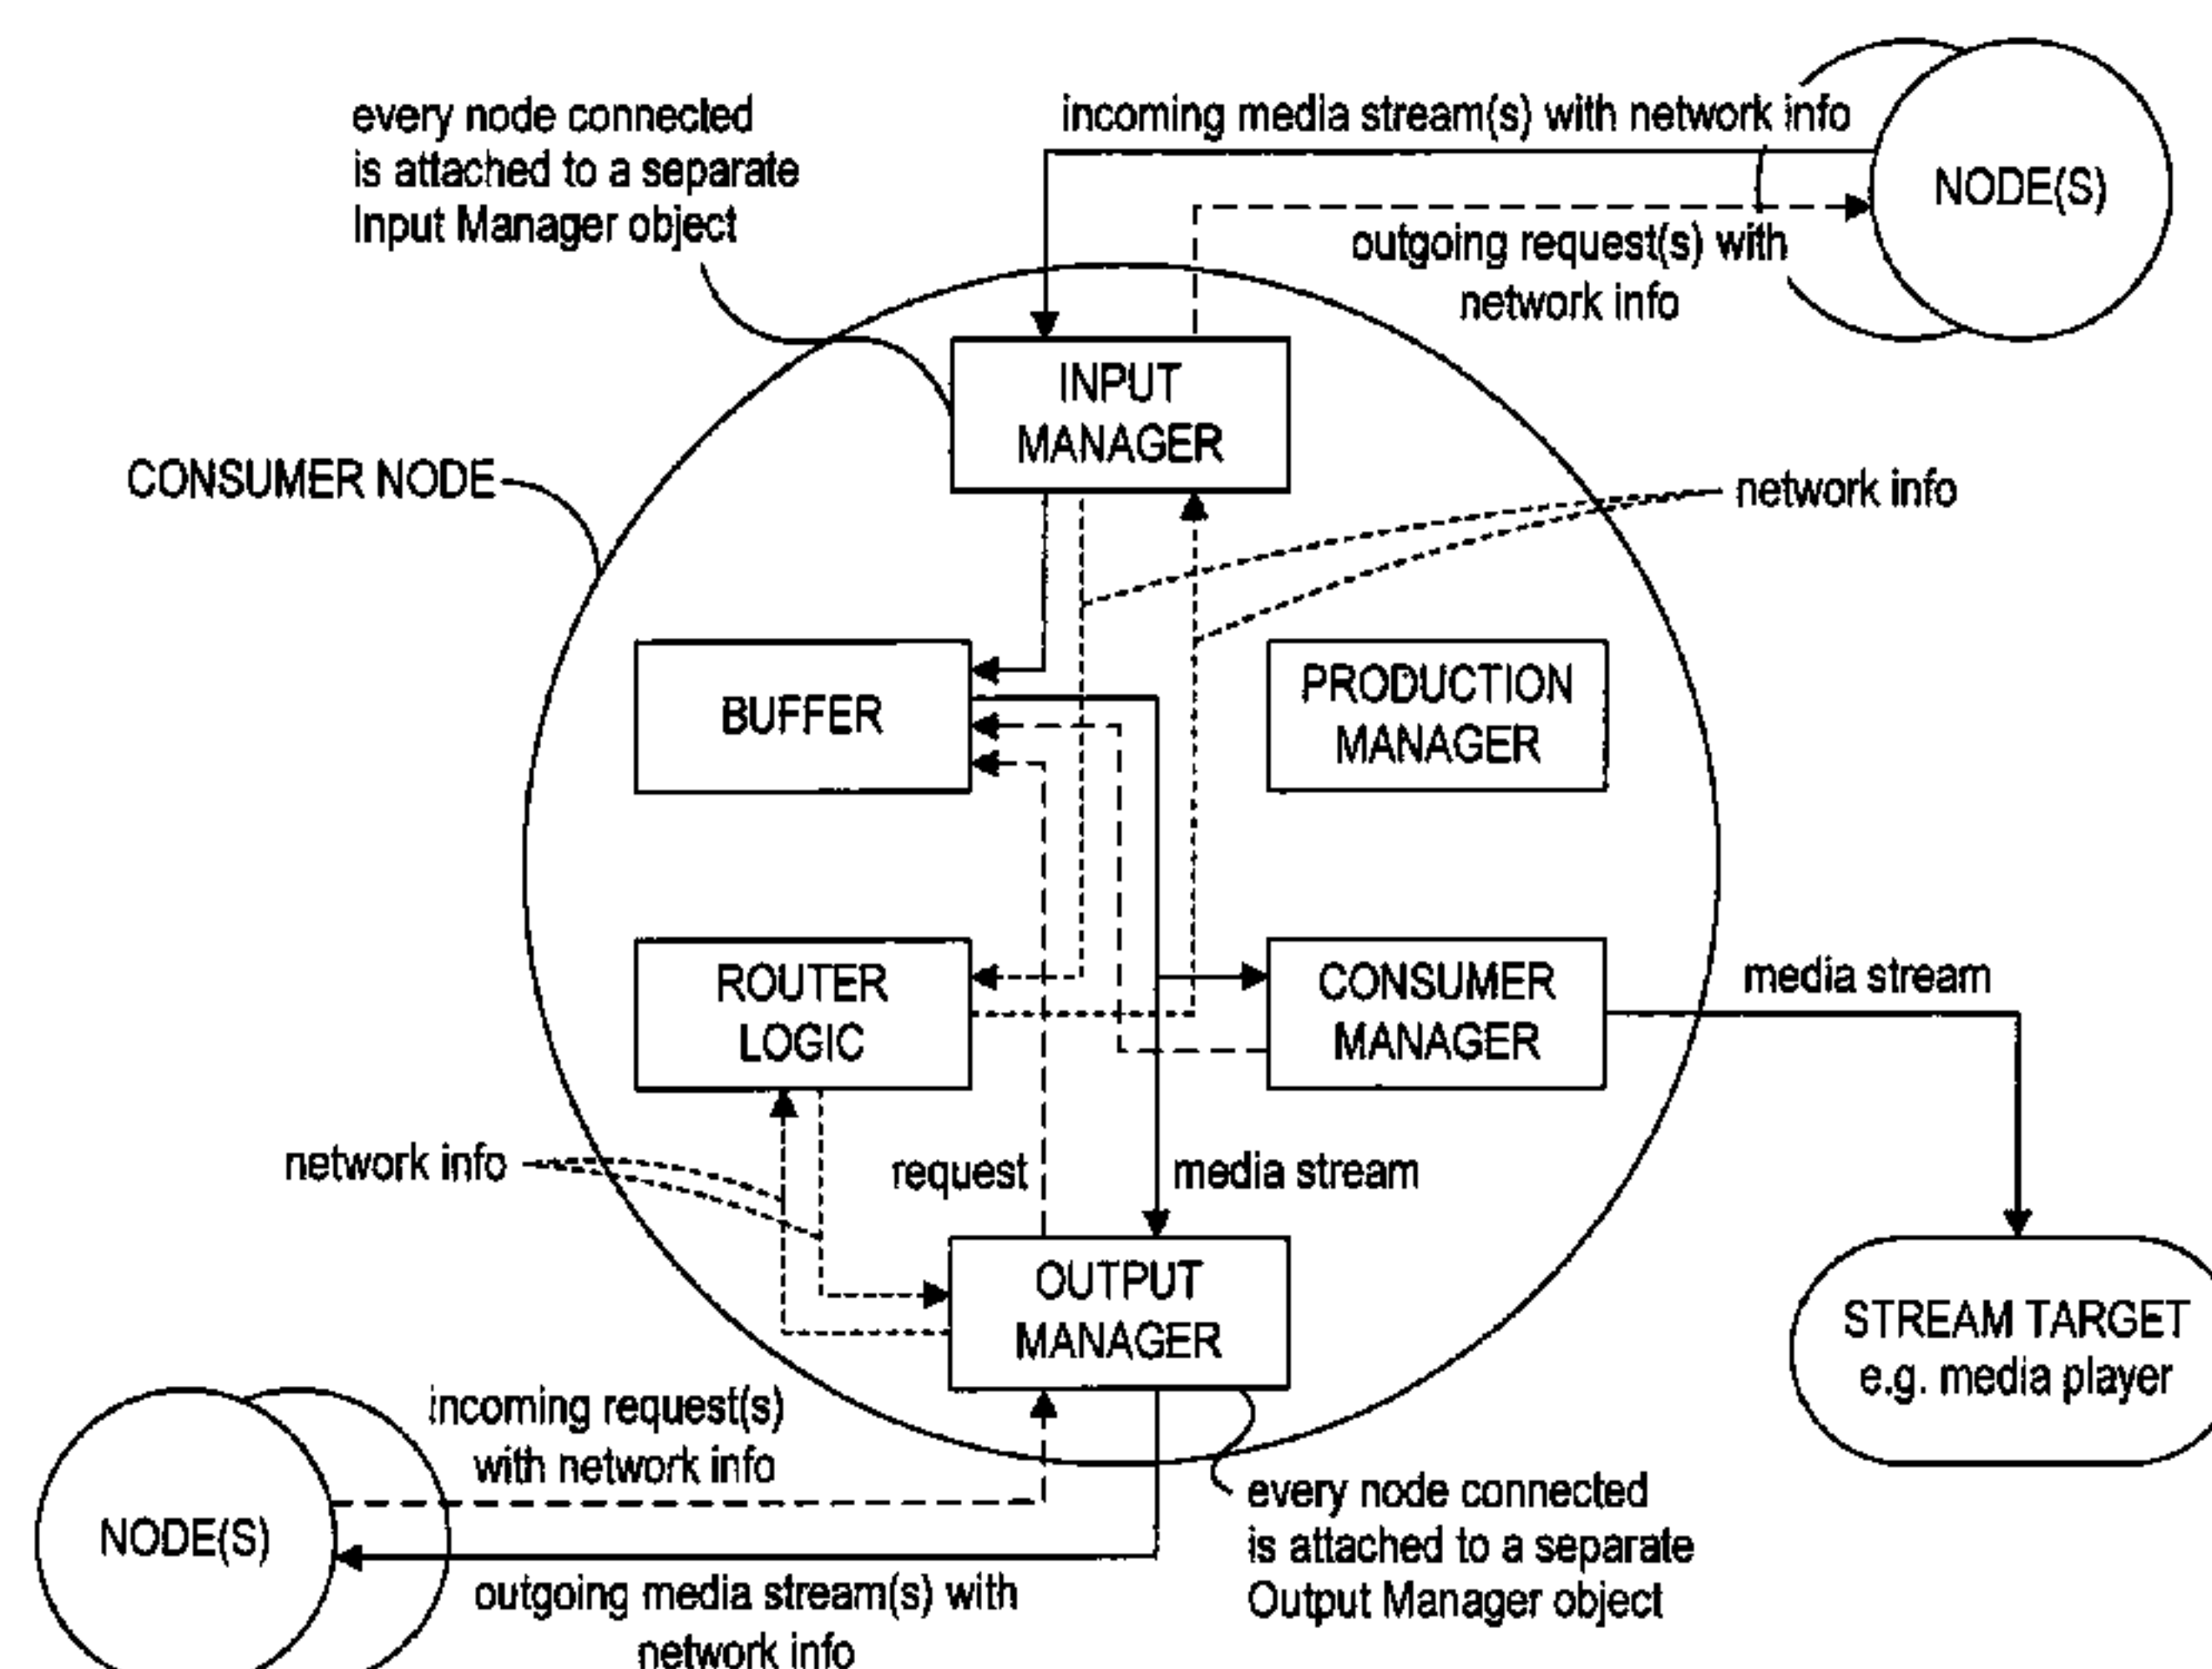 every node connected
is attached to a separate
Input Manager object
incoming media stream(s) with network info
NODE(S)
outgoing request(s) with
network info
INPUT
MANAGER
CONSUMER NODE
network info
BUFFER
PRODUCTION
MANAGER
ROUTER
LOGIC
CONSUMER
MANAGER
media stream
network info
request
media stream
OUTPUT
MANAGER
STREAM TARGET
e.g. media player
incoming request(s)
with network info
NODE(S)
every node connected
is attached to a separate
Output Manager object
outgoing media stream(s) with
network info